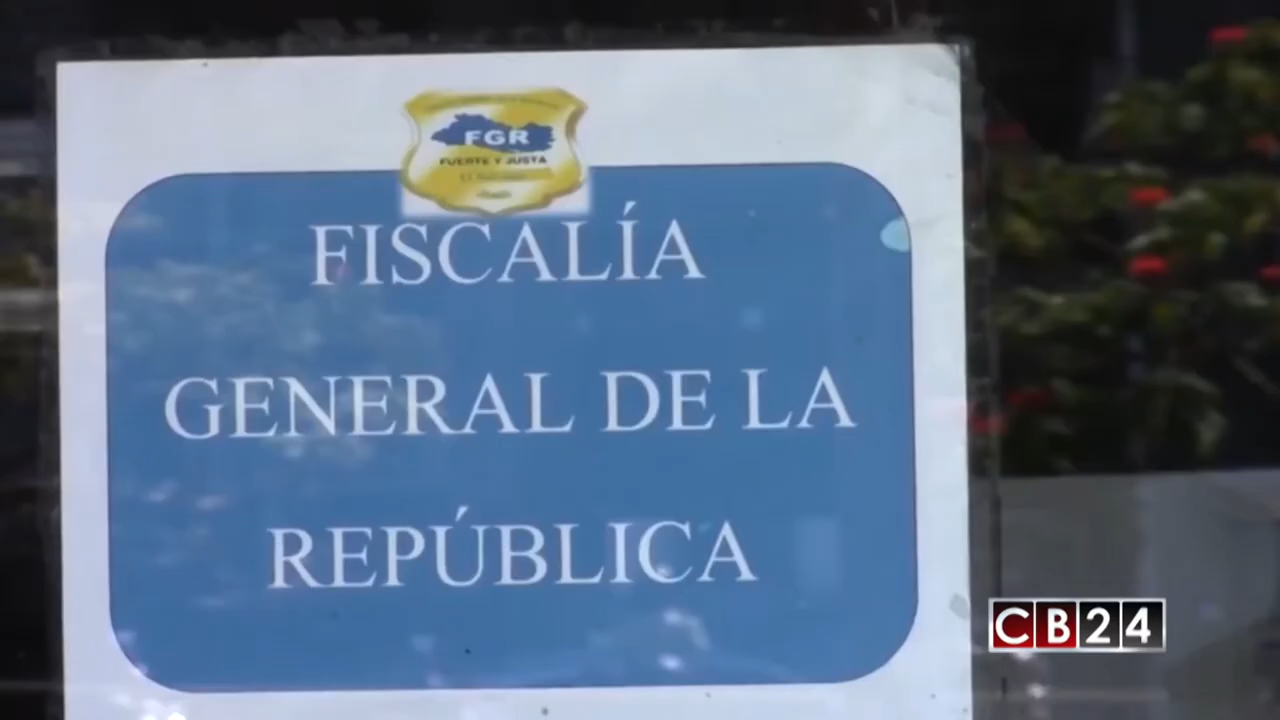 FGR
FUERTE Y JUSTA
FISCALÍA
GENERAL DE LA
REPÚBLICA
CB24